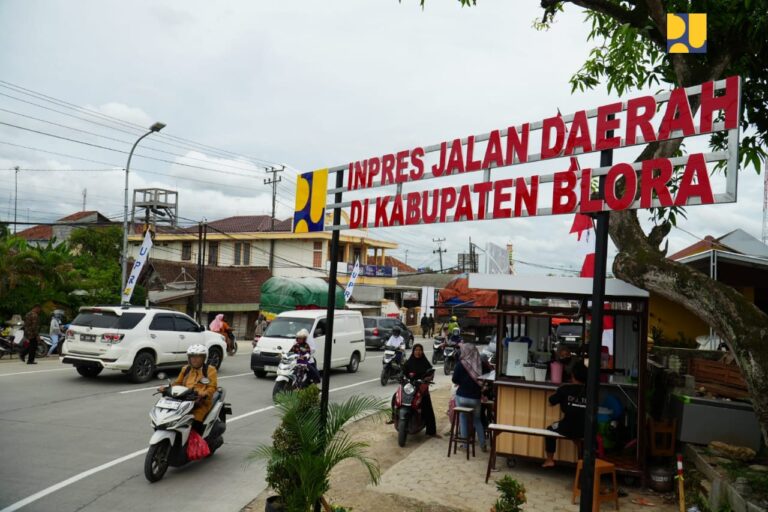 INPRES JALAN DAERAH
DI KABUPATEN BLORA